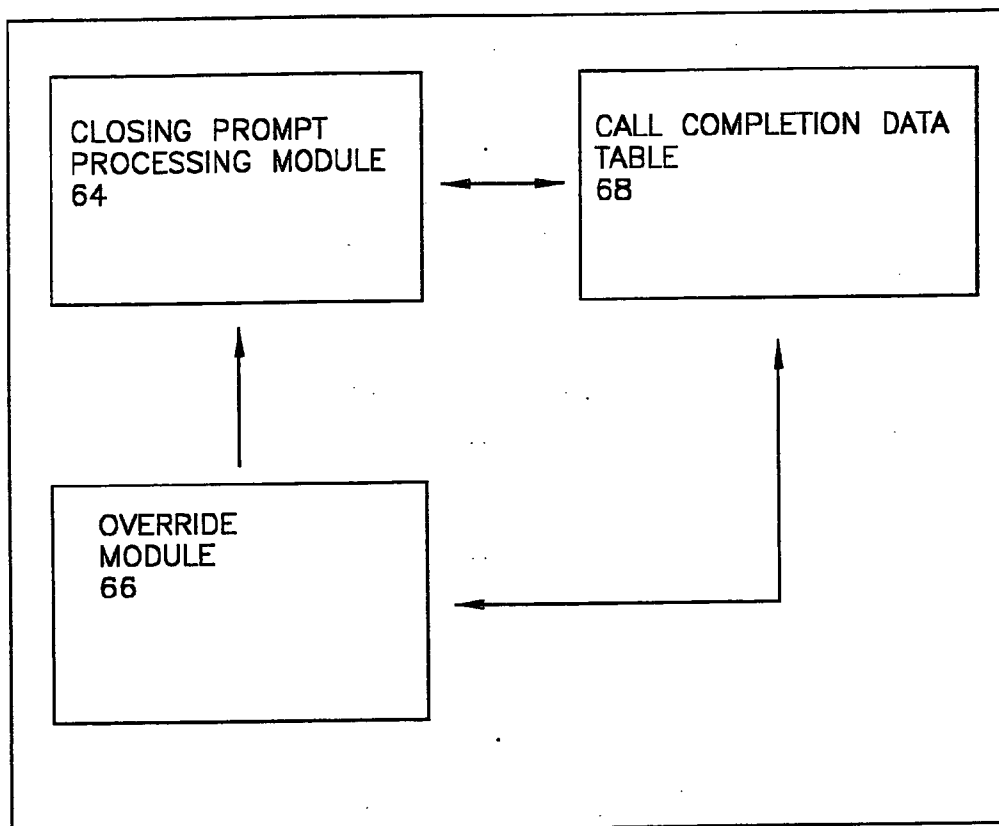 CLOSING PROMPT
PROCESSING MODULE
64
CALL COMPLETION DATA
TABLE
68
OVERRIDE
MODULE
66